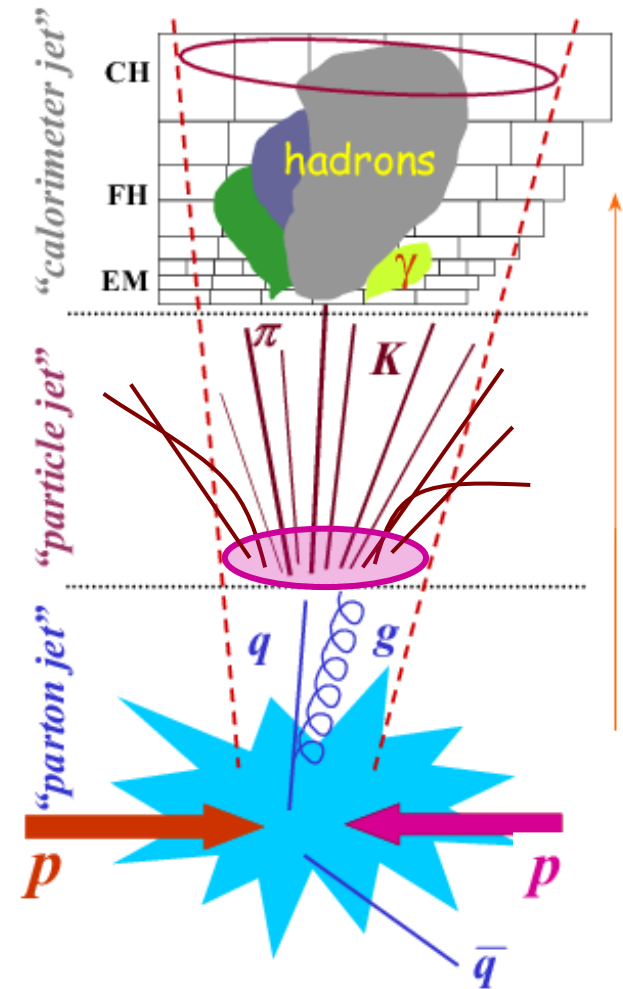 “calorimeter jet”
CH
hadrons
FH
γ
EM
π
K
“particle jet”
q
g
“parton jet”
p
p
q̅